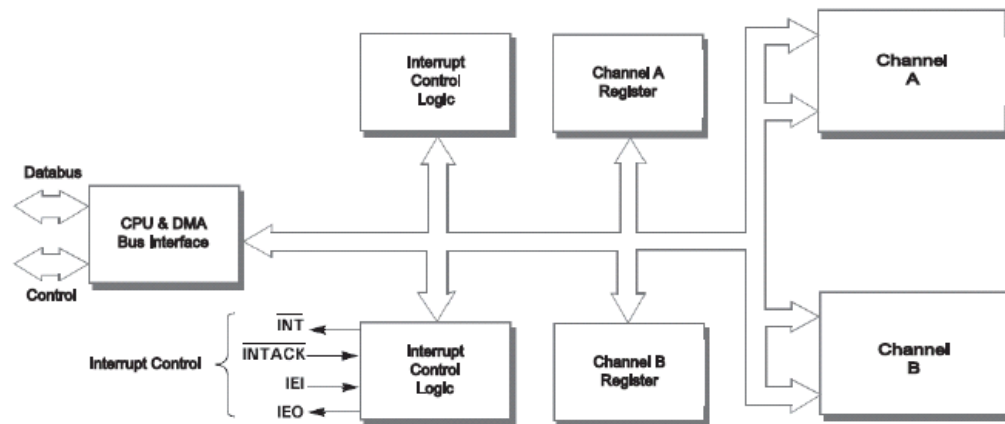 Interrupt
Control
Logic
Channel A
Register
Channel
A
Databus
CPU & DMA
Bus Interface
Control
Interrupt Control
INT
INTACK
IEI
IEO
Interrupt
Control
Logic
Channel B
Register
Channel
B